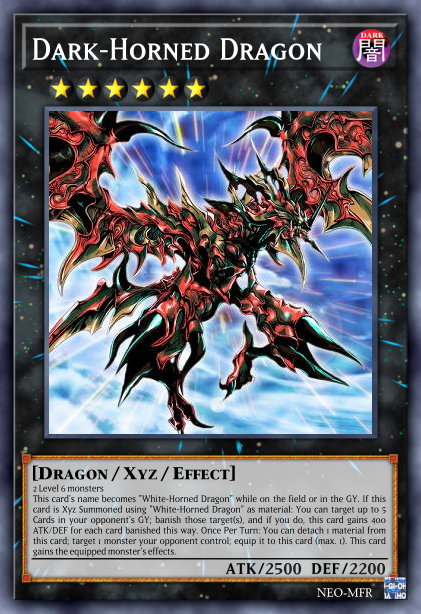 Dark-Horned Dragon
DARK
闇
[Dragon / Xyz / Effect]
2 Level 6 monsters
This card's name becomes "White-Horned Dragon" while on the field or in the GY. If this
card is Xyz Summoned using "White-Horned Dragon" as material: You can target up to 5
Cards in your opponent's GY; banish those target(s), and if you do, this card gains 400
ATK/DEF for each card banished this way. Once Per Turn: You can detach 1 material from
this card; target 1 monster your opponent control; equip it to this card (max. 1). This card
gains the equipped monster's effects.
ATK/2500 DEF/2200
NEO-MFR